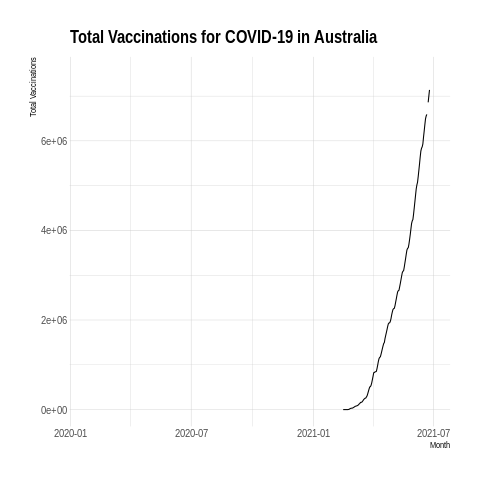 Total Vaccinations for COVID-19 in Australia
Total Vaccinations
6e+06
4e+06
2e+06
0e+00
2020-01
2020-07
2021-01
2021-07
Month